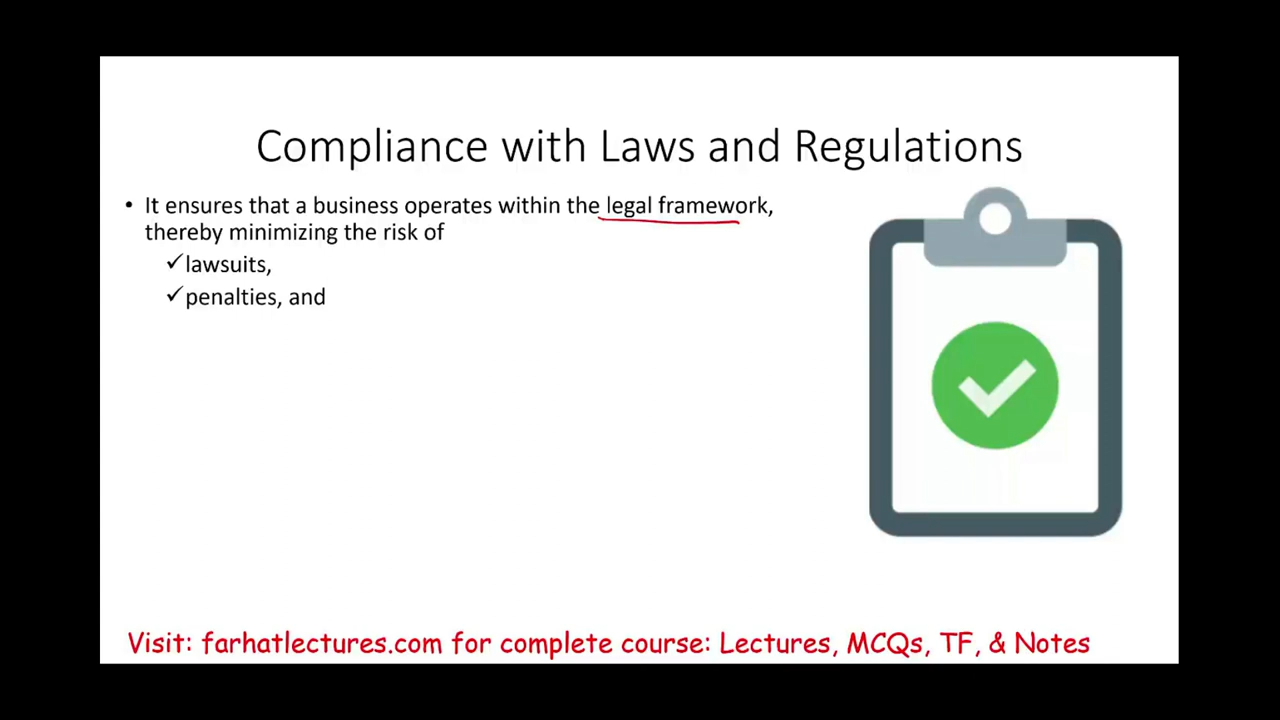 Compliance with Laws and Regulations
• It ensures that a business operates within the legal framework,
thereby minimizing the risk of
✓lawsuits,
✓penalties, and
Visit: farhatlectures.com for complete course: Lectures, MCQs, TF, & Notes